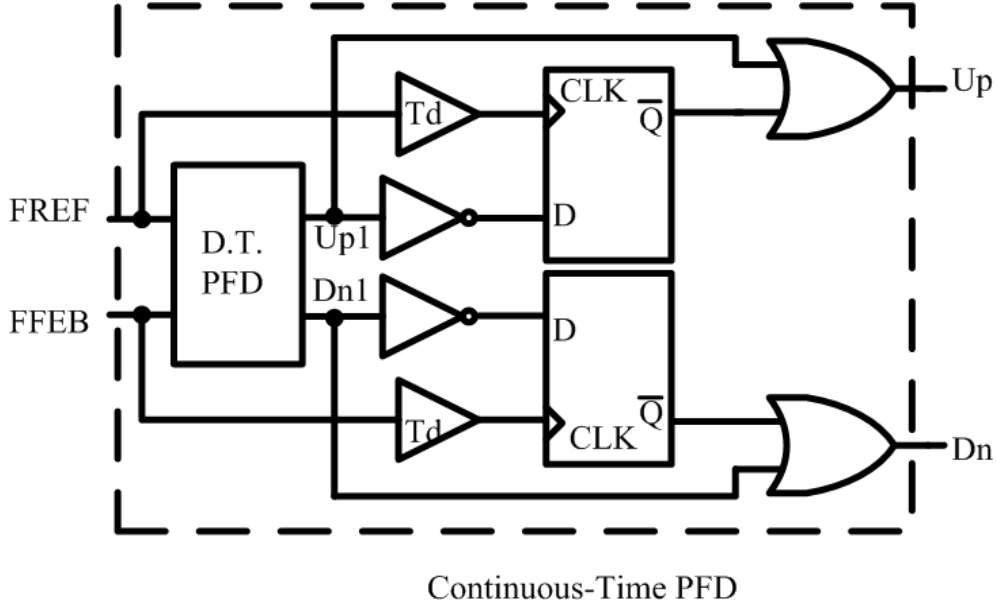 CLK
Up
Td
Q
FREF
D
D.T.
PFD
Up1
Dn1
FFEB
D
Q
Td
CLK
Dn
Continuous-Time PFD